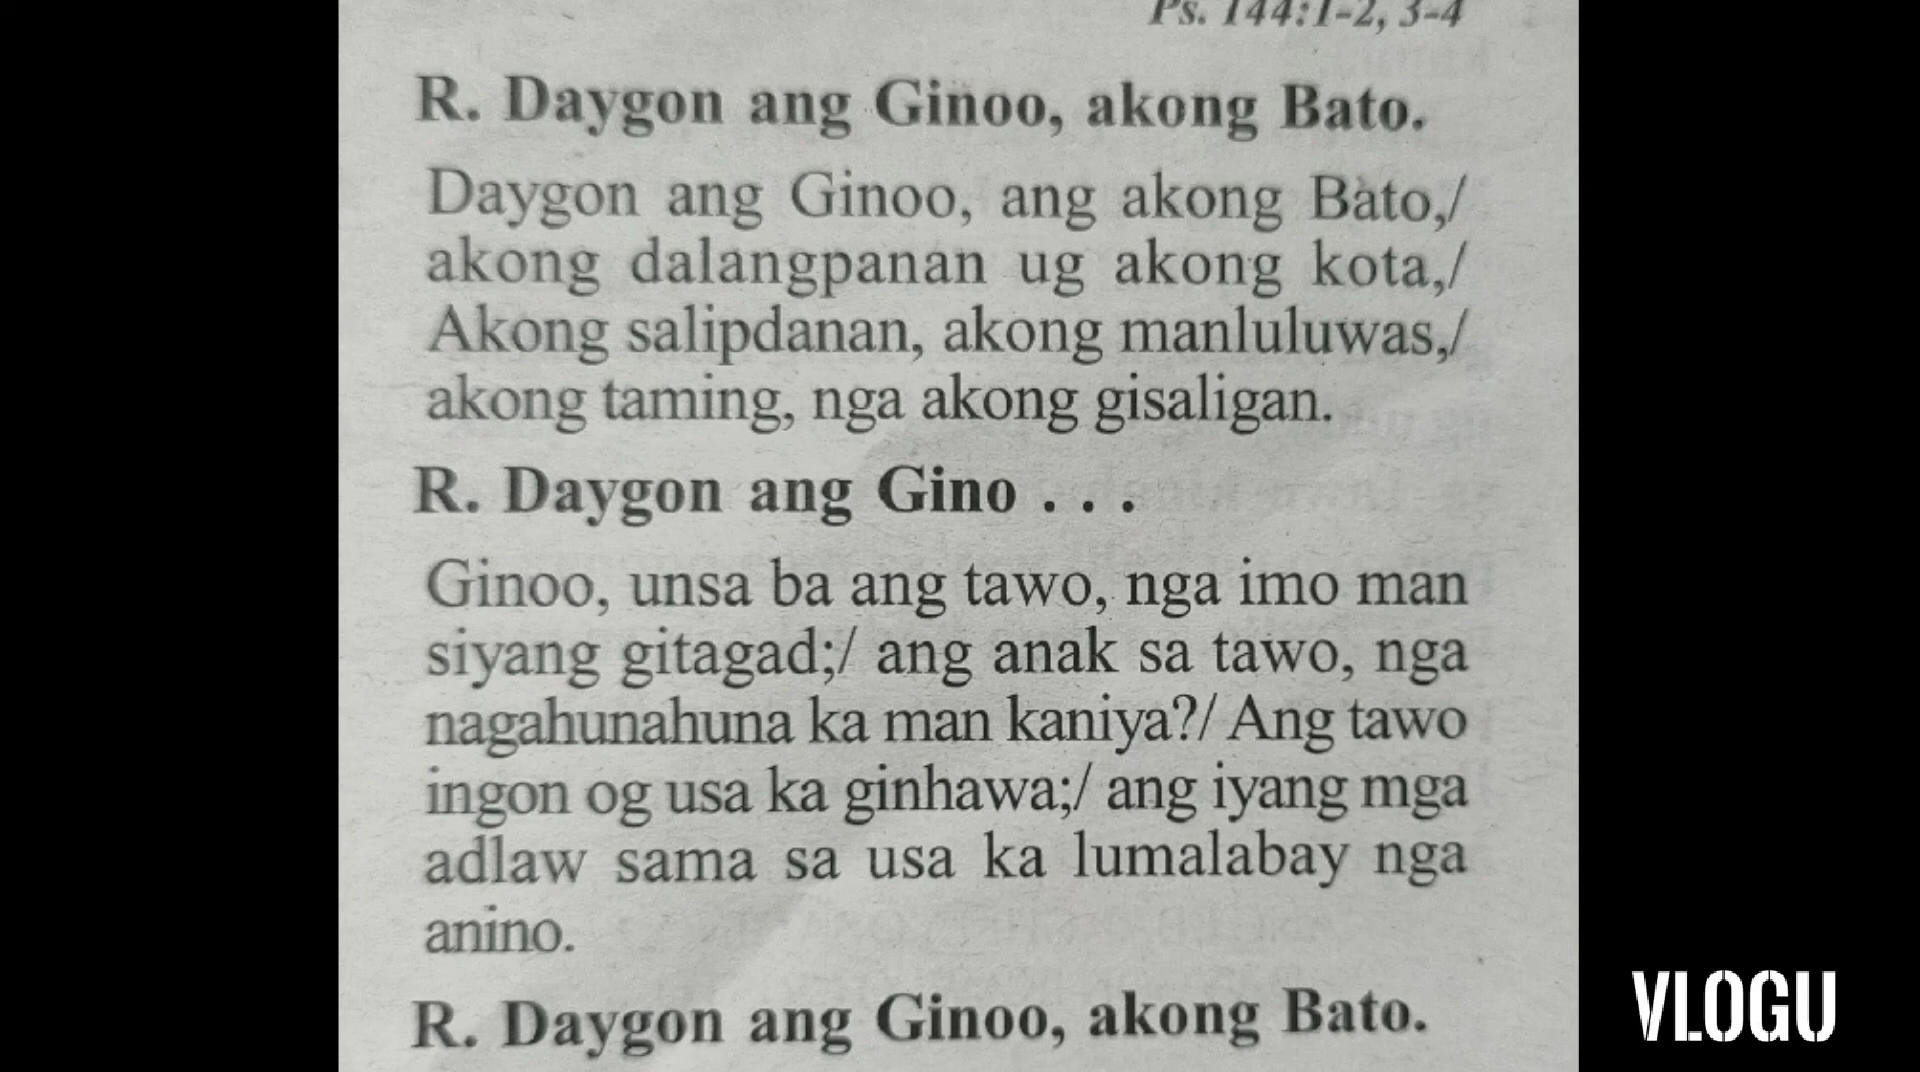 Ps. 144:1-2, 3-4
R. Daygon ang Ginoo, akong Bato.
Daygon ang Ginoo, ang akong Bato,/
akong dalangpanan ug akong kota,/
Akong salipdanan, akong manluluwas,/
akong taming, nga akong gisaligan.
R. Daygon ang Gino . . .
Ginoo, unsa ba ang tawo, nga imo man
siyang gitagad;/ ang anak sa tawo, nga
nagahunahuna ka man kaniya?/ Ang tawo
ingon og usa ka ginhawa;/ ang iyang mga
adlaw sama sa usa ka lumalabay nga
anino.
R. Daygon ang Ginoo, akong Bato.
VLOGU